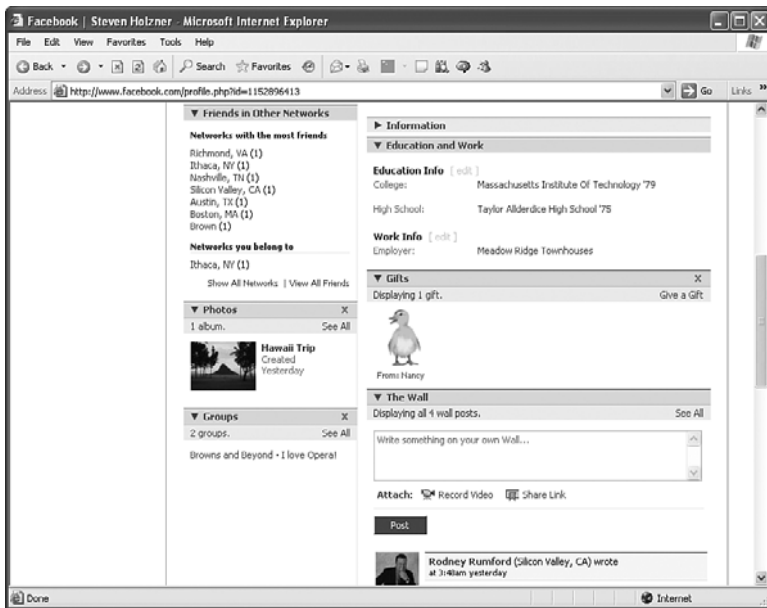 Facebook | Steven Holzner - Microsoft Internet Explorer
File Edit View Favorites Tools Help
Back Search Favorites
Address http://www.facebook.com/profile.php?id=1152896413 Go Links »
Friends in Other Networks
Networks with the most friends
Richmond, VA (1)
Ithaca, NY (1)
Nashville, TN (1)
Silicon Valley, CA (1)
Austin, TX (1)
Boston, MA (1)
Brown (1)
Networks you belong to
Ithaca, NY (1)
Show All Networks | View All Friends
Photos x
1 album. See All
Hawaii Trip
Created
Yesterday
Groups x
2 groups. See All
Browns and Beyond • I love Opera!
Information
Education and Work
Education Info [ edit ]
College: Massachusetts Institute Of Technology '79
High School: Taylor Allderdice High School '75
Work Info [ edit ]
Employer: Meadow Ridge Townhouses
Gifts x
Displaying 1 gift. Give a Gift
From: Nancy
The Wall
Displaying all 4 wall posts. See All
Write something on your own Wall...
Attach: Record Video Share Link
Post
Rodney Rumford (Silicon Valley, CA) wrote
at 3:48am yesterday
Done Internet